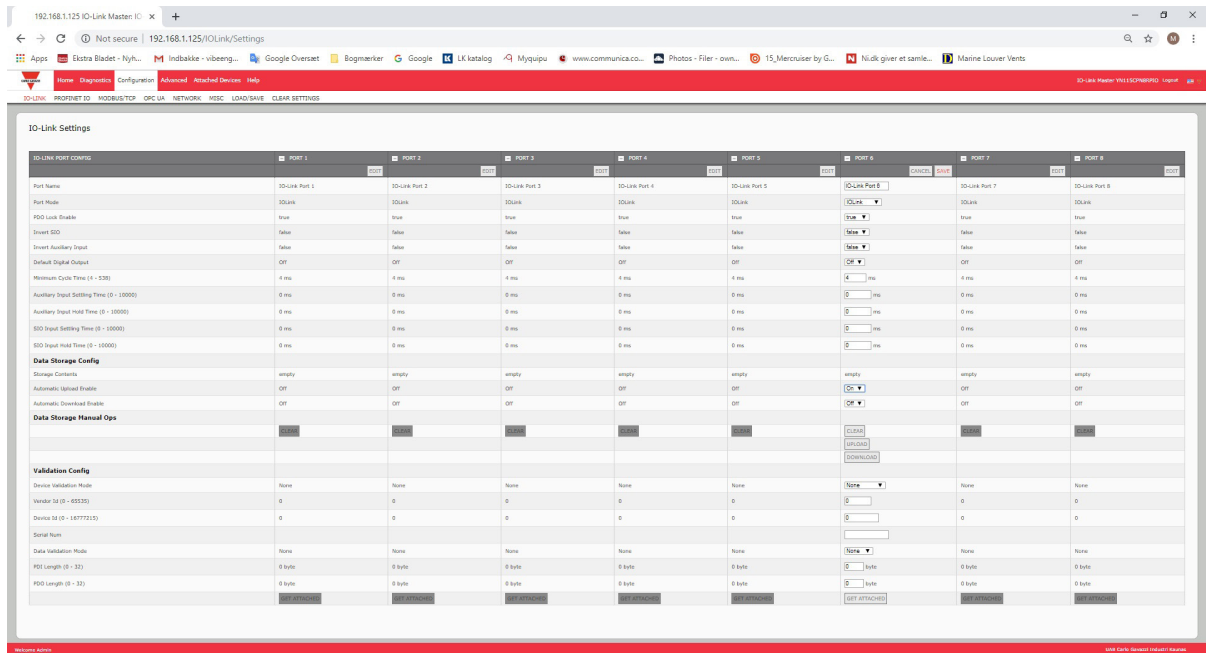 192.168.1.125 IO-Link Master: IO
Not secure | 192.168.1.125/IOLink/Settings
Apps Ekstra Bladet - Nyh... Indbakke - vibeeng... Google Oversæt Bogmærker Google LK katalog Myquipu www.communica.co... Photos - Filer - own... 15_Mercruiser by G... Ni.dk giver et samle... Marine Louver Vents
Home Diagnostics Configuration Advanced Attached Devices Help Logout
IO-LINK PROFINET IO MODBUS/TCP OPC UA NETWORK MISC LOAD/SAVE CLEAR SETTINGS
IO-Link Settings
IO-LINK PORT CONFIG PORT 1 PORT 2 PORT 3 PORT 4 PORT 5 PORT 6 PORT 7 PORT 8
EDIT EDIT EDIT EDIT EDIT CANCEL SAVE EDIT EDIT
Port Name IO-Link Port 1 IO-Link Port 2 IO-Link Port 3 IO-Link Port 4 IO-Link Port 5 IO-Link Port 6 IO-Link Port 7 IO-Link Port 8
Port Mode IOLink IOLink IOLink IOLink IOLink IOLink IOLink IOLink
PDO Lock Enable true true true true true true true true
Invert SIO false false false false false false false false
Invert Auxiliary Input false false false false false false false false
Default Digital Output Off Off Off Off Off Off Off Off
Minimum Cycle Time (4 - 538) 4 ms 4 ms 4 ms 4 ms 4 ms 4 ms 4 ms 4 ms
Auxiliary Input Settling Time (0 - 10000) 0 ms 0 ms 0 ms 0 ms 0 ms 0 ms 0 ms 0 ms
Auxiliary Input Hold Time (0 - 10000) 0 ms 0 ms 0 ms 0 ms 0 ms 0 ms 0 ms 0 ms
SIO Input Settling Time (0 - 10000) 0 ms 0 ms 0 ms 0 ms 0 ms 0 ms 0 ms 0 ms
SIO Input Hold Time (0 - 10000) 0 ms 0 ms 0 ms 0 ms 0 ms 0 ms 0 ms 0 ms
Data Storage Config
Storage Contents empty empty empty empty empty empty empty empty
Automatic Upload Enable Off Off Off Off Off On Off Off
Automatic Download Enable Off Off Off Off Off Off Off Off
Data Storage Manual Ops
CLEAR CLEAR CLEAR CLEAR CLEAR CLEAR CLEAR CLEAR
UPLOAD
DOWNLOAD
Validation Config
Device Validation Mode None None None None None None None None
Vendor Id (0 - 65535) 0 0 0 0 0 0 0 0
Device Id (0 - 16777215) 0 0 0 0 0 0 0 0
Serial Num
Data Validation Mode None None None None None None None None
PDI Length (0 - 32) 0 byte 0 byte 0 byte 0 byte 0 byte 0 byte 0 byte 0 byte
PDO Length (0 - 32) 0 byte 0 byte 0 byte 0 byte 0 byte 0 byte 0 byte 0 byte
GET ATTACHED GET ATTACHED GET ATTACHED GET ATTACHED GET ATTACHED GET ATTACHED GET ATTACHED GET ATTACHED
Welcome Admin UAB Carlo Gavazzi Industri Kaunas